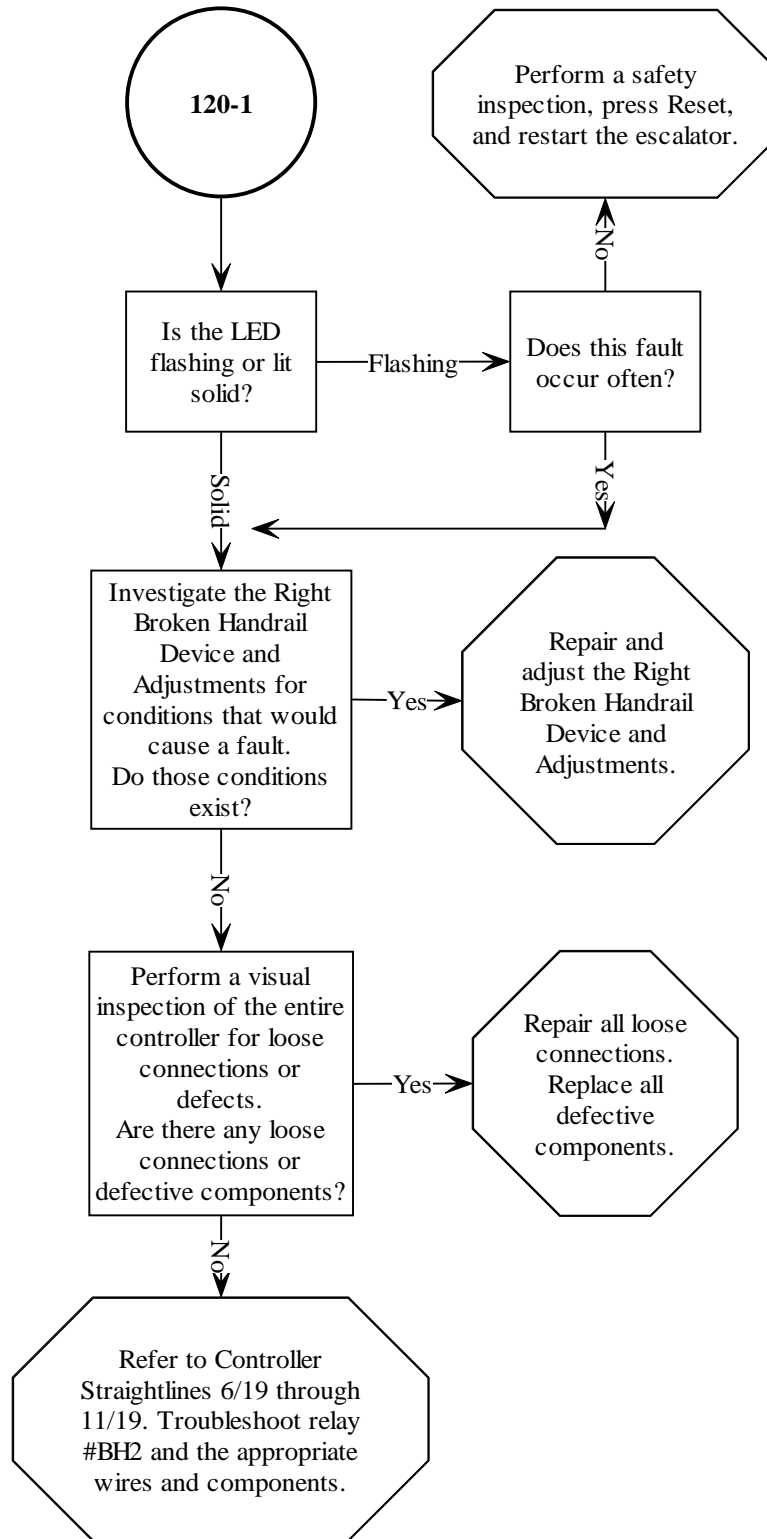 120-1
Perform a safety
inspection, press Reset,
and restart the escalator.
No
Is the LED
flashing or lit
solid?
Flashing
Does this fault
occur often?
Solid
Yes
Investigate the Right
Broken Handrail
Device and
Adjustments for
conditions that would
cause a fault.
Do those conditions
exist?
Yes
Repair and
adjust the Right
Broken Handrail
Device and
Adjustments.
No
Perform a visual
inspection of the entire
controller for loose
connections or
defects.
Are there any loose
connections or
defective components?
Yes
Repair all loose
connections.
Replace all
defective
components.
No
Refer to Controller
Straightlines 6/19 through
11/19. Troubleshoot relay
#BH2 and the appropriate
wires and components.